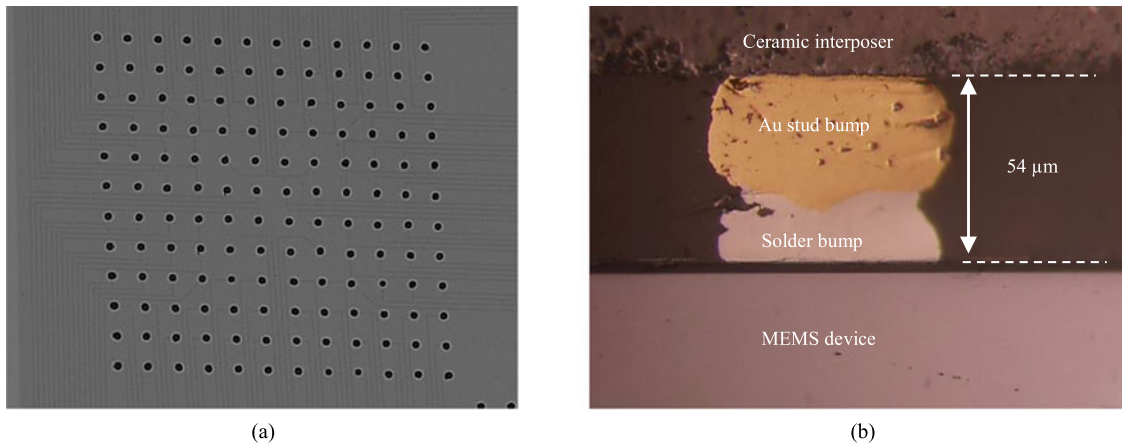 Ceramic interposer
Au stud bump
54 µm
Solder bump
MEMS device
(a)
(b)